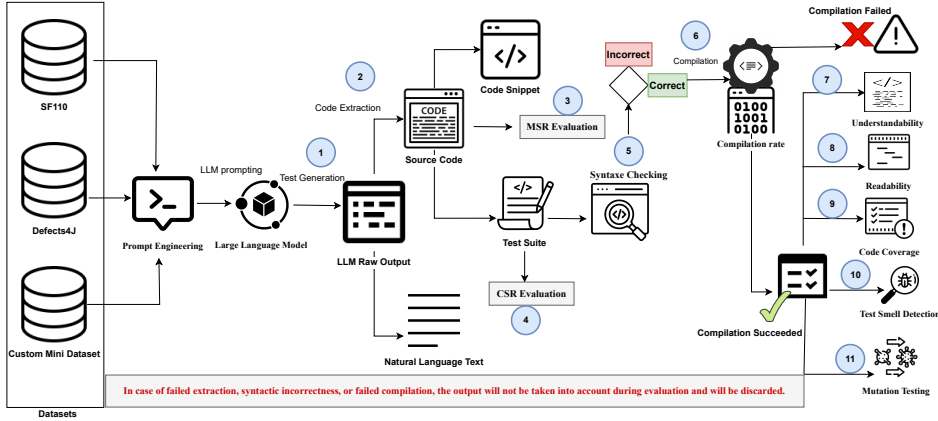 SF110
Defects4J
Custom Mini Dataset
Datasets
Prompt Engineering
LLM prompting
Large Language Model
1
Test Generation
LLM Raw Output
2
Code Extraction
CODE
Source Code
Code Snippet
3
MSR Evaluation
Test Suite
CSR Evaluation
4
Natural Language Text
5
Syntaxe Checking
Incorrect
Correct
6
Compilation
0100
1001
0100
Compilation rate
Compilation Failed
Compilation Succeeded
7
Understandability
8
Readability
9
Code Coverage
10
Test Smell Detection
11
Mutation Testing
In case of failed extraction, syntactic incorrectness, or failed compilation, the output will not be taken into account during evaluation and will be discarded.